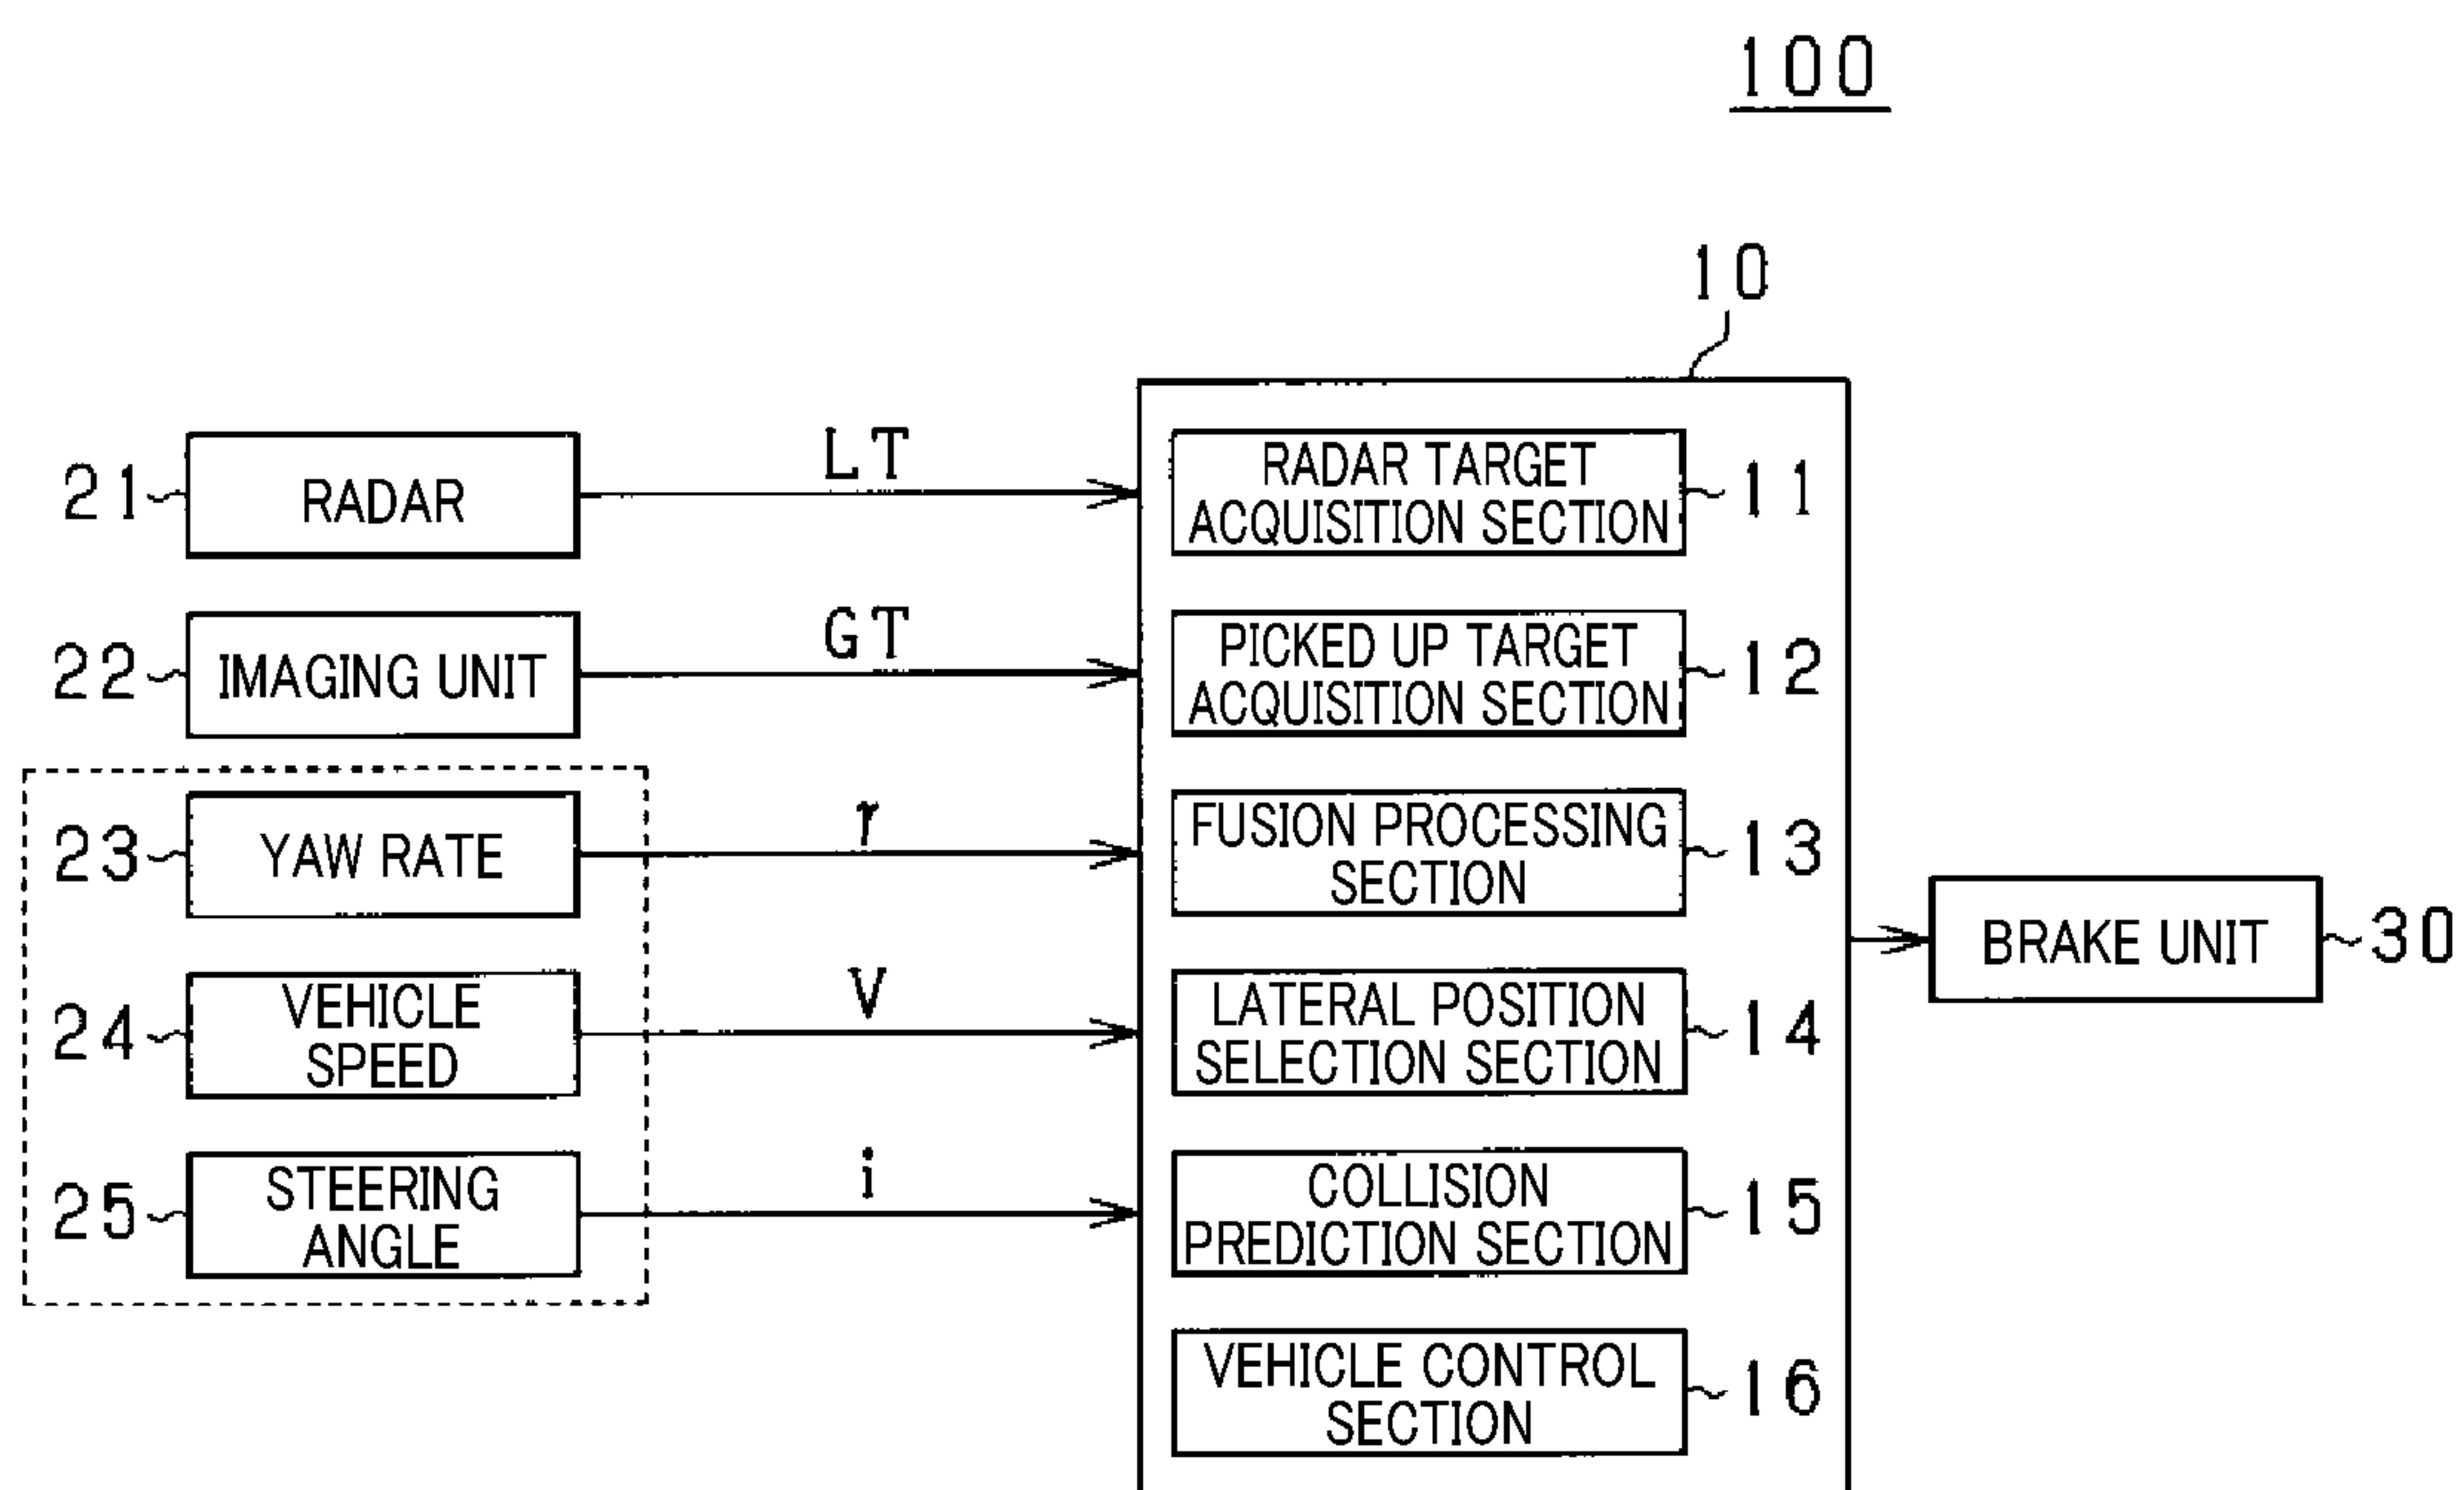 100
10
21
RADAR
LT
RADAR TARGET
ACQUISITION SECTION
11
22
IMAGING UNIT
GT
PICKED UP TARGET
ACQUISITION SECTION
12
23
YAW RATE
r
FUSION PROCESSING
SECTION
13
BRAKE UNIT
30
24
VEHICLE
SPEED
V
LATERAL POSITION
SELECTION SECTION
14
25
STEERING
ANGLE
i
COLLISION
PREDICTION SECTION
15
VEHICLE CONTROL
SECTION
16